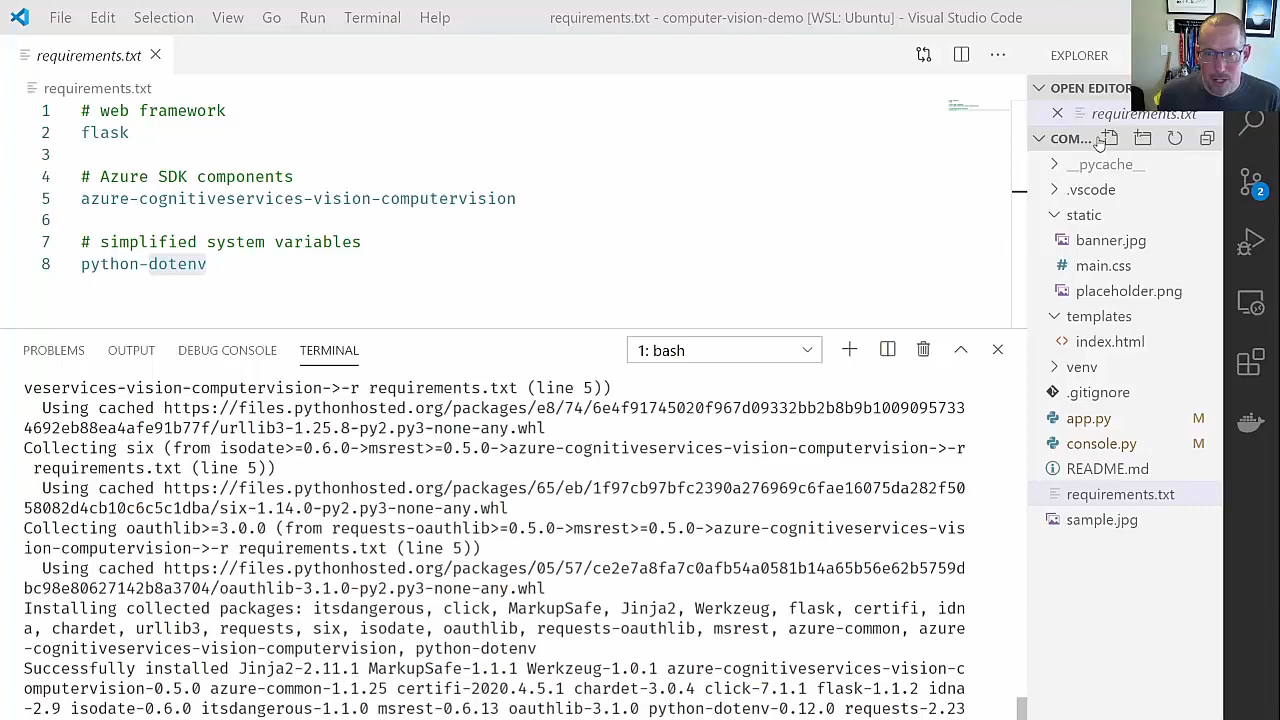 File Edit Selection View Go Run Terminal Help requirements.txt - computer-vision-demo [WSL: Ubuntu] - Visual Studio Code
requirements.txt
requirements.txt
1 # web framework
2 flask
3
4 # Azure SDK components
5 azure-cognitiveservices-vision-computervision
6
7 # simplified system variables
8 python-dotenv
PROBLEMS OUTPUT DEBUG CONSOLE TERMINAL 1: bash
veservices-vision-computervision->-r requirements.txt (line 5))
Using cached https://files.pythonhosted.org/packages/e8/74/6e4f91745020f967d09332bb2b8b9b1009095733
4692eb88ea4afe91b77f/urllib3-1.25.8-py2.py3-none-any.whl
Collecting six (from isodate>=0.6.0->msrest>=0.5.0->azure-cognitiveservices-vision-computervision->-r
requirements.txt (line 5))
Using cached https://files.pythonhosted.org/packages/65/eb/1f97cb97bfc2390a276969c6fae16075da282f50
58082d4cb10c6c5c1dba/six-1.14.0-py2.py3-none-any.whl
Collecting oauthlib>=3.0.0 (from requests-oauthlib>=0.5.0->msrest>=0.5.0->azure-cognitiveservices-vis
ion-computervision->-r requirements.txt (line 5))
Using cached https://files.pythonhosted.org/packages/05/57/ce2e7a8fa7c0afb54a0581b14a65b56e62b5759d
bc98e80627142b8a3704/oauthlib-3.1.0-py2.py3-none-any.whl
Installing collected packages: itsdangerous, click, MarkupSafe, Jinja2, Werkzeug, flask, certifi, idn
a, chardet, urllib3, requests, six, isodate, oauthlib, requests-oauthlib, msrest, azure-common, azure
-cognitiveservices-vision-computervision, python-dotenv
Successfully installed Jinja2-2.11.1 MarkupSafe-1.1.1 Werkzeug-1.0.1 azure-cognitiveservices-vision-c
omputervision-0.5.0 azure-common-1.1.25 certifi-2020.4.5.1 chardet-3.0.4 click-7.1.1 flask-1.1.2 idna
-2.9 isodate-0.6.0 itsdangerous-1.1.0 msrest-0.6.13 oauthlib-3.1.0 python-dotenv-0.12.0 requests-2.23
EXPLORER
OPEN EDITOR
requirements.txt
COM...
__pycache__
.vscode
static
banner.jpg
main.css
placeholder.png
templates
index.html
venv
.gitignore
app.py M
console.py M
README.md
requirements.txt
sample.jpg
2